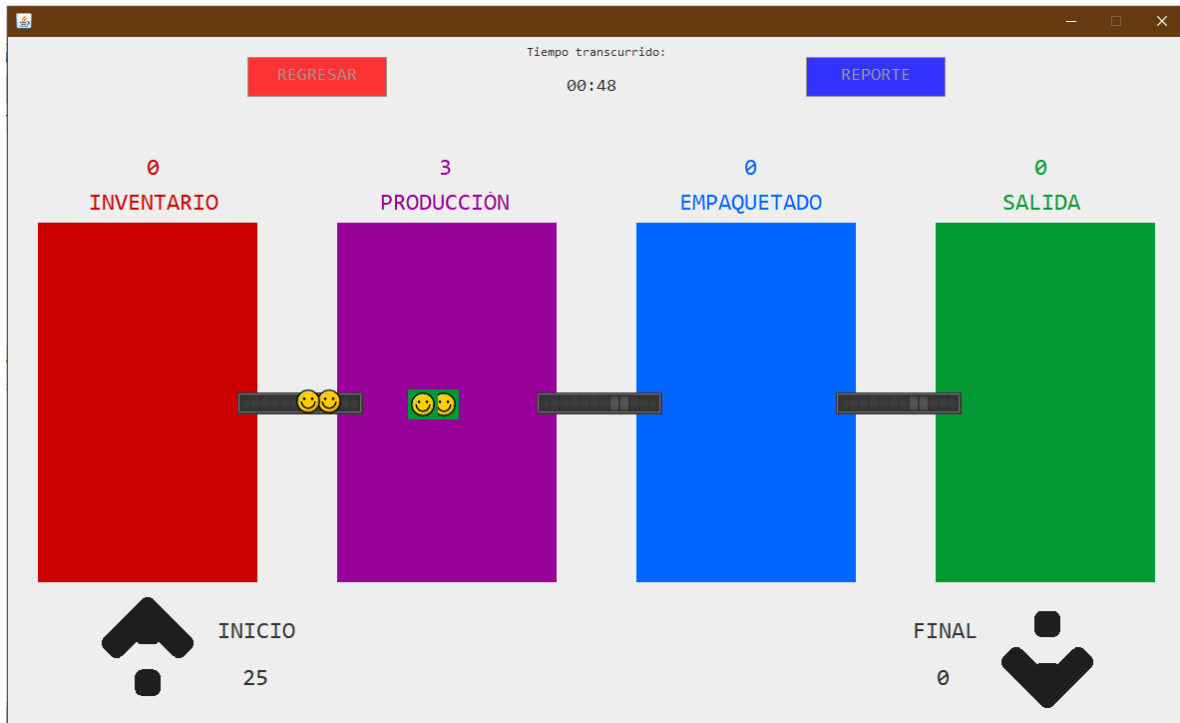 Tiempo transcurrido:
REGRESAR
REPORTE
00:48
0
3
0
0
INVENTARIO
PRODUCCIÓN
EMPAQUETADO
SALIDA
INICIO
FINAL
25
0